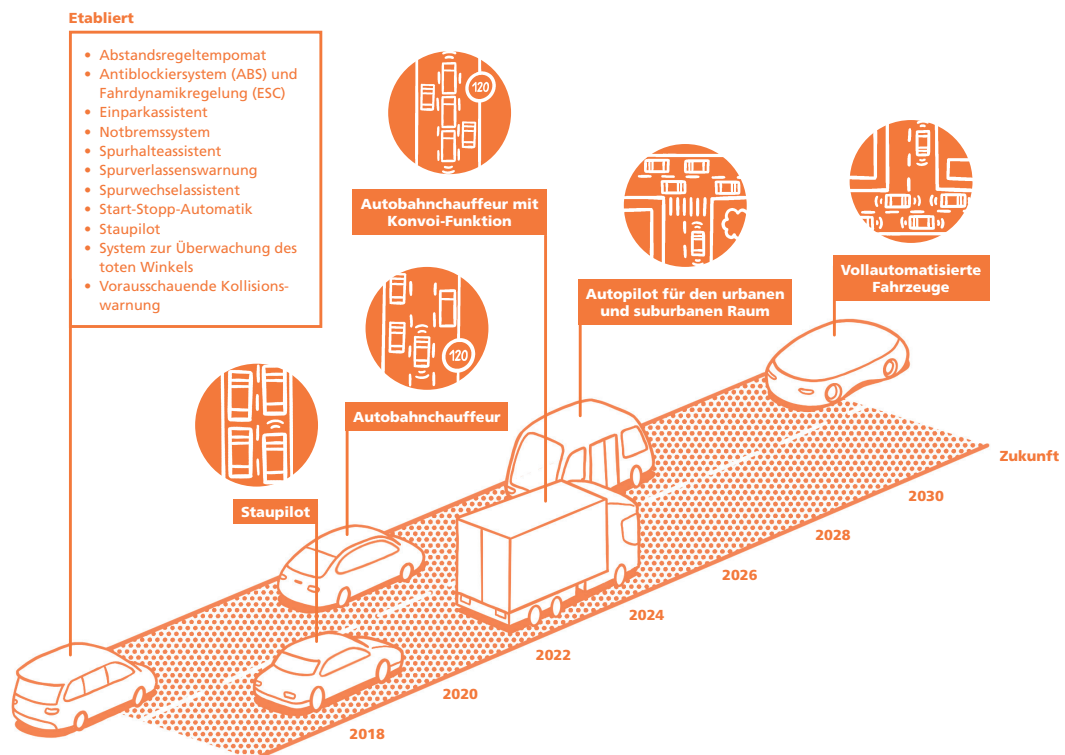 Etabliert
• Abstandsregeltempomat
• Antiblockiersystem (ABS) und
Fahrdynamikregelung (ESC)
• Einparkassistent
• Notbremssystem
• Spurhalteassistent
• Spurverlassenswarnung
• Spurwechselassistent
• Start-Stopp-Automatik
• Staupilot
• System zur Überwachung des
toten Winkels
• Vorausschauende Kollisions-
warnung
120
Autobahnchauffeur mit
Konvoi-Funktion
120
Autobahnchauffeur
Staupilot
Autopilot für den urbanen
und suburbanen Raum
Vollautomatisierte
Fahrzeuge
Zukunft
2030
2028
2026
2024
2022
2020
2018